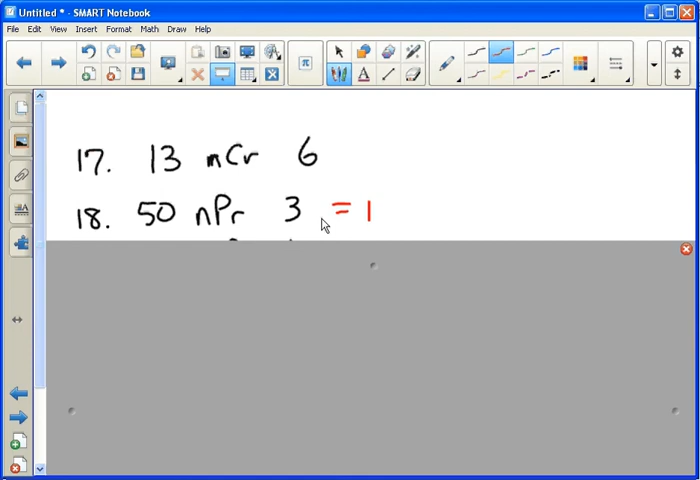 Untitled * - SMART Notebook
File Edit View Insert Format Math Draw Help
17. 13 nCr 6
18. 50 nPr 3 = 1